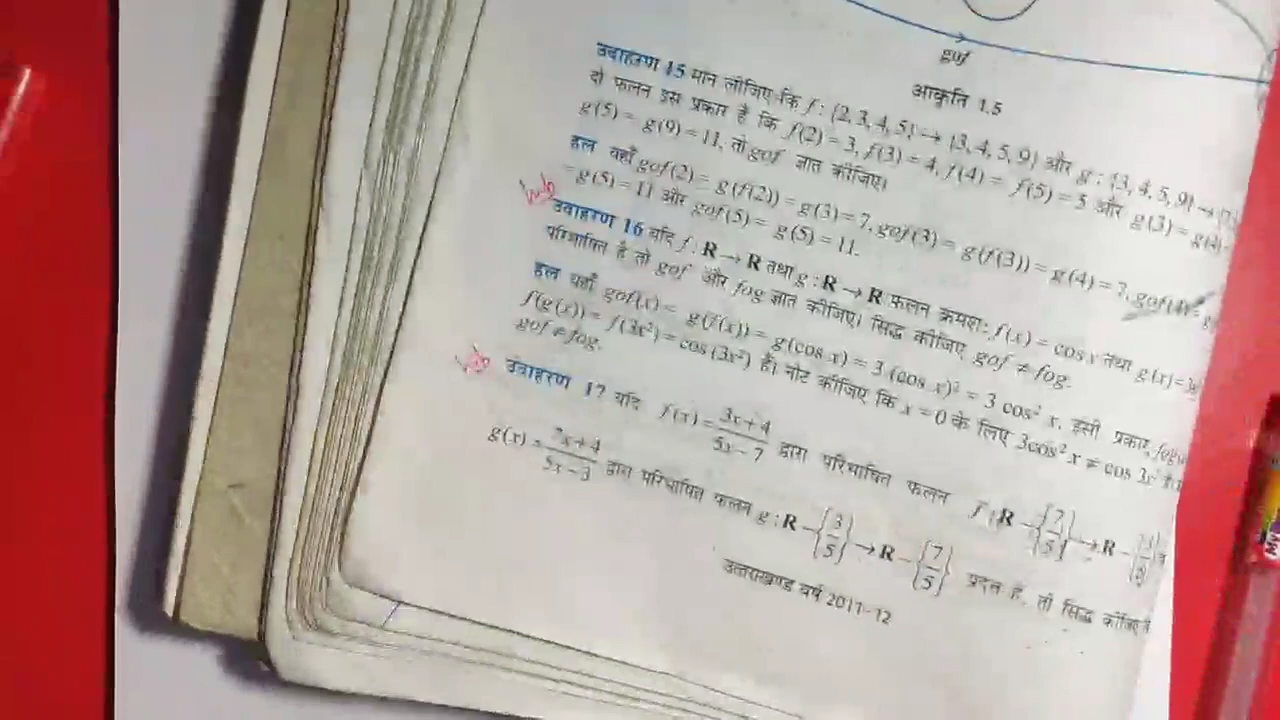 gof
आकृति 1.5
उदाहरण 15 मान लीजिए कि f : {2, 3, 4, 5} → {3, 4, 5, 9} और g : {3, 4, 5, 9} →
दो फलन इस प्रकार हैं कि f(2) = 3, f(3) = 4, f(4) = f(5) = 5 और g(3) = g(4)
g(5) = g(9) = 11, तो gof ज्ञात कीजिए।
हल यहाँ gof(2) = g(f(2)) = g(3) = 7, gof(3) = g(f(3)) = g(4) = 7, gof(4) =
= g(5) = 11 और gof(5) = g(5) = 11.
उदाहरण 16 यदि f : R → R तथा g : R → R फलन क्रमशः f(x) = cos x तथा g(x) = 3x
परिभाषित है तो gof और fog ज्ञात कीजिए। सिद्ध कीजिए gof ≠ fog.
हल यहाँ gof(x) = g(f(x)) = g(cos x) = 3 (cos x)² = 3 cos² x. इसी प्रकार, fog
f(g(x)) = f(3x²) = cos (3x²) हैं। नोट कीजिए कि x = 0 के लिए 3cos² x ≠ cos 3x²
gof ≠ fog.
उदाहरण 17 यदि f(x) = (3x + 4)/(5x − 7) द्वारा परिभाषित फलन f : R − {7/5} → R − {3/5}
g(x) = (7x + 4)/(5x − 3) द्वारा परिभाषित फलन g : R − {3/5} → R − {7/5} प्रदत्त है, तो सिद्ध कीजिए
उत्तराखण्ड वर्ष 2011-12